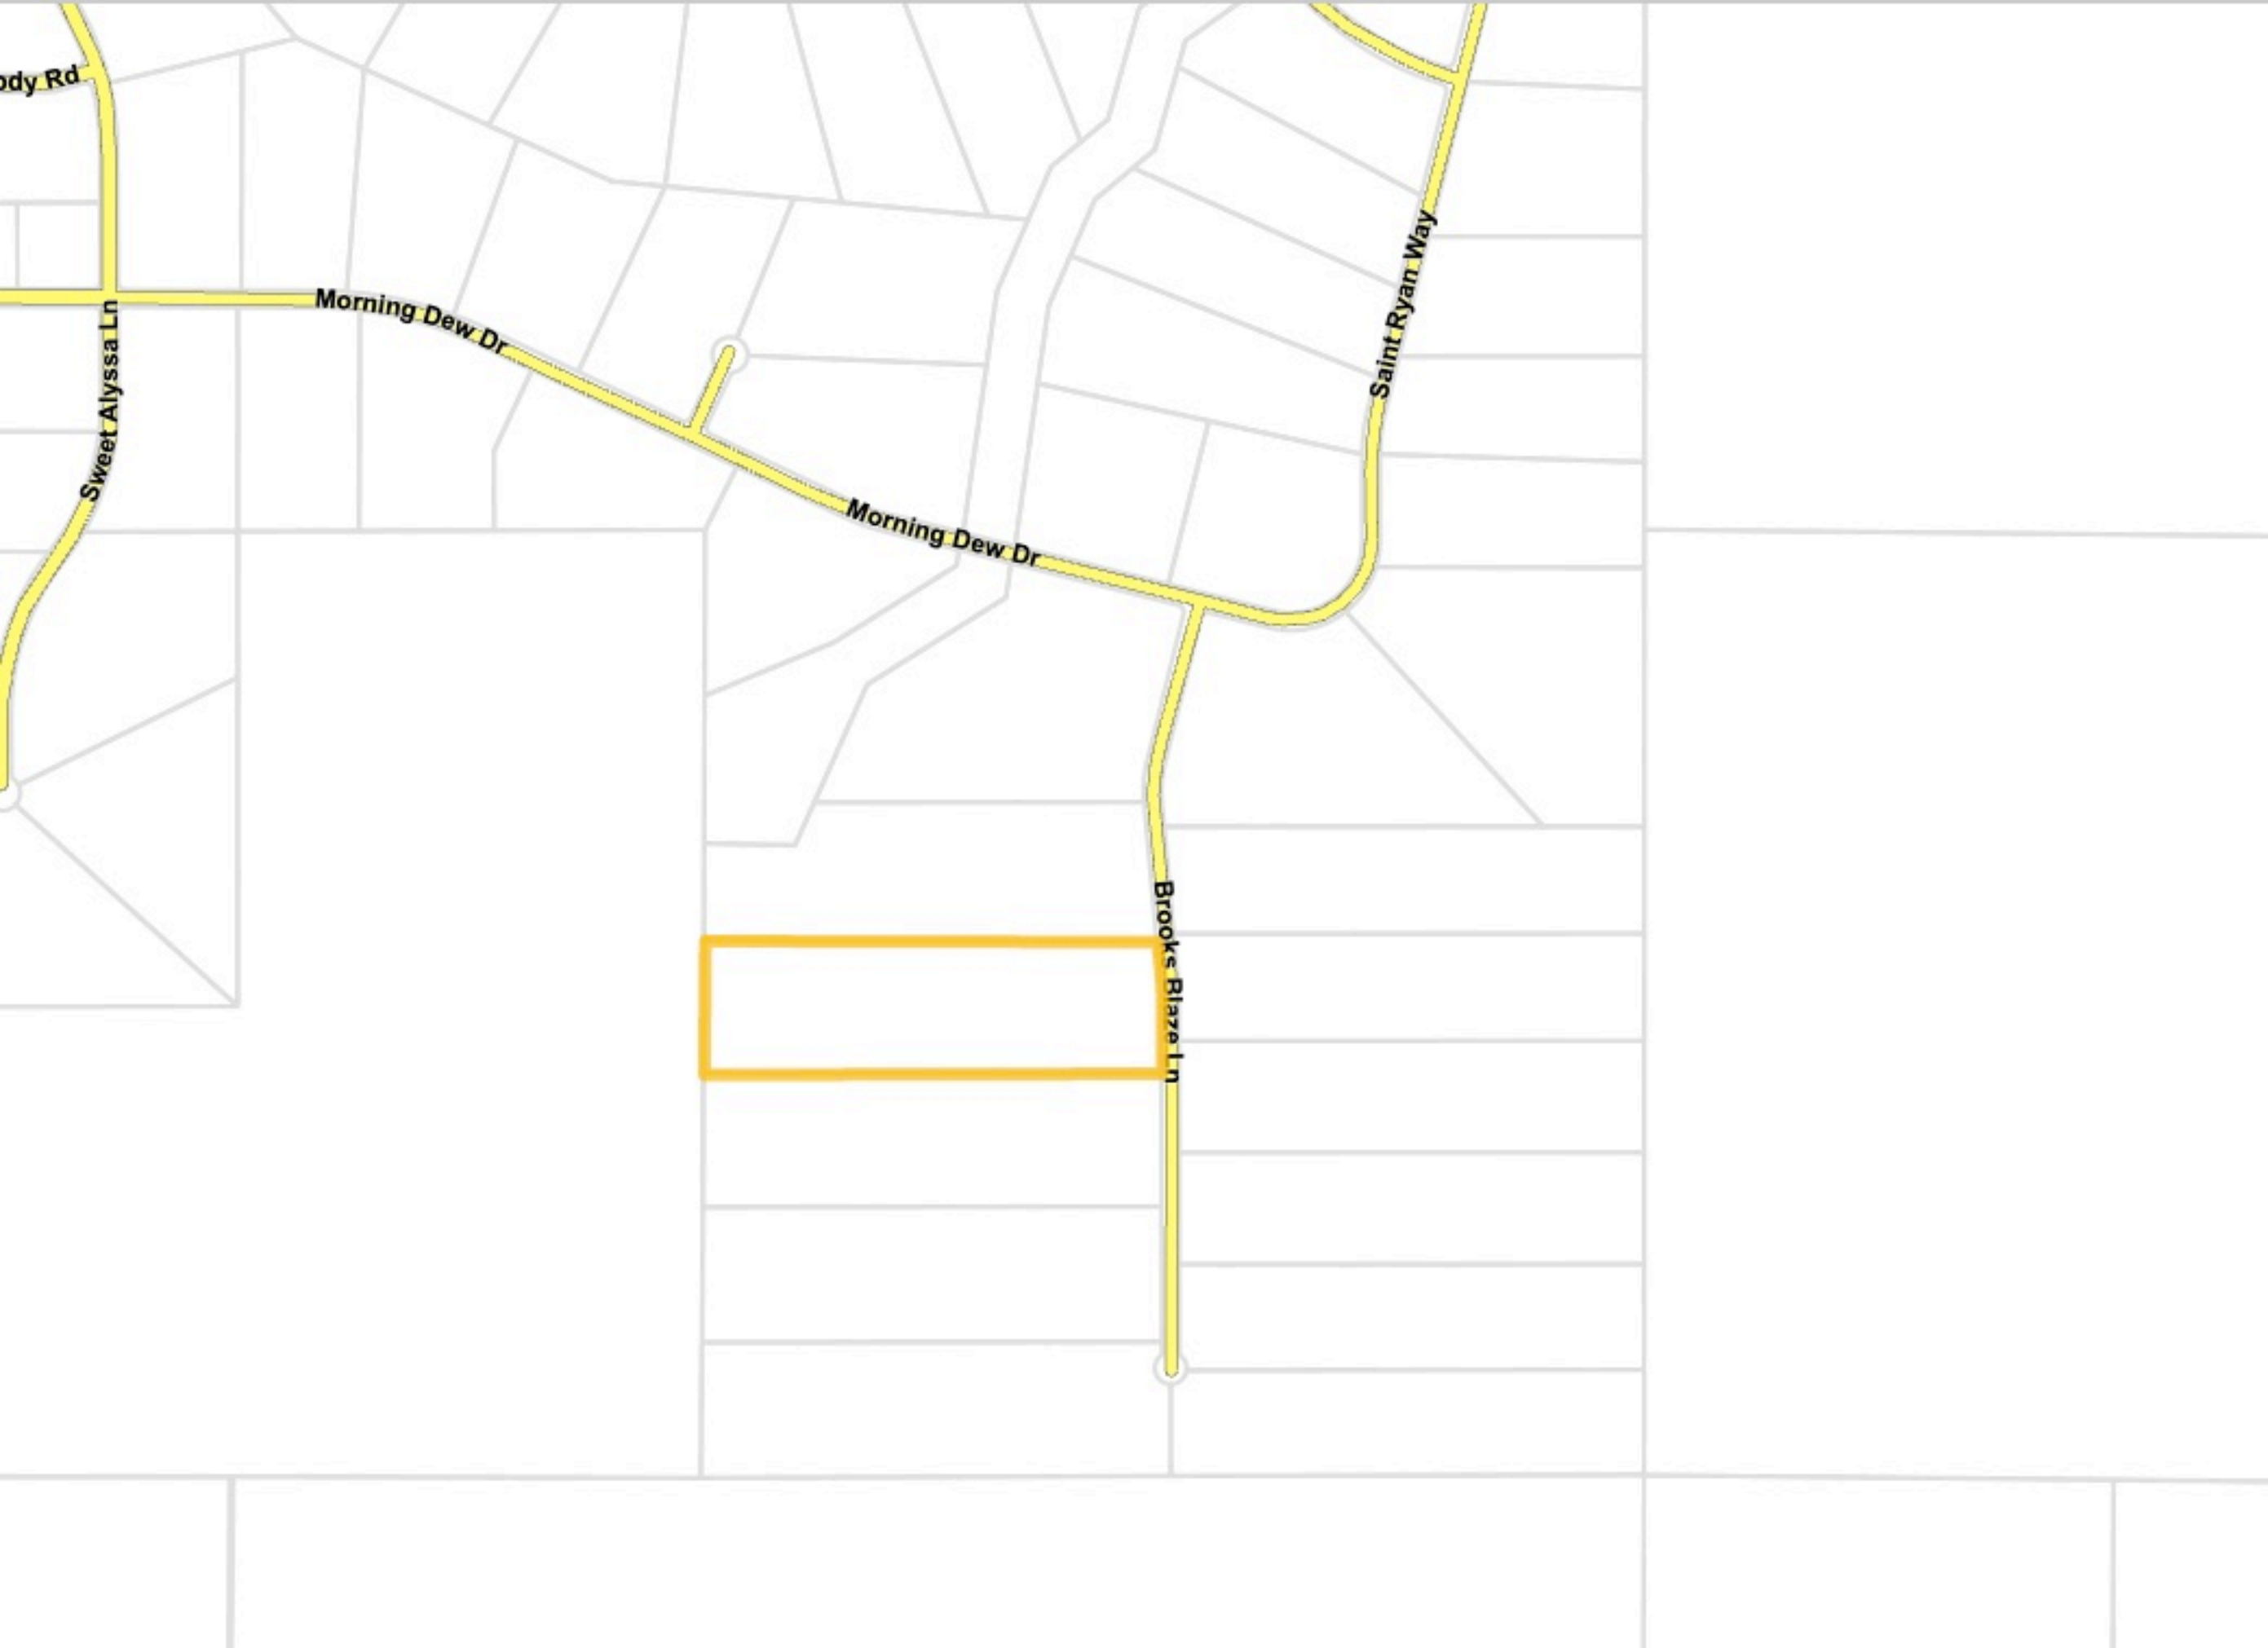 ody Rd
Morning Dew Dr
Saint Ryan Way
Sweet Alyssa Ln
Morning Dew Dr
Brooks Blaze Ln